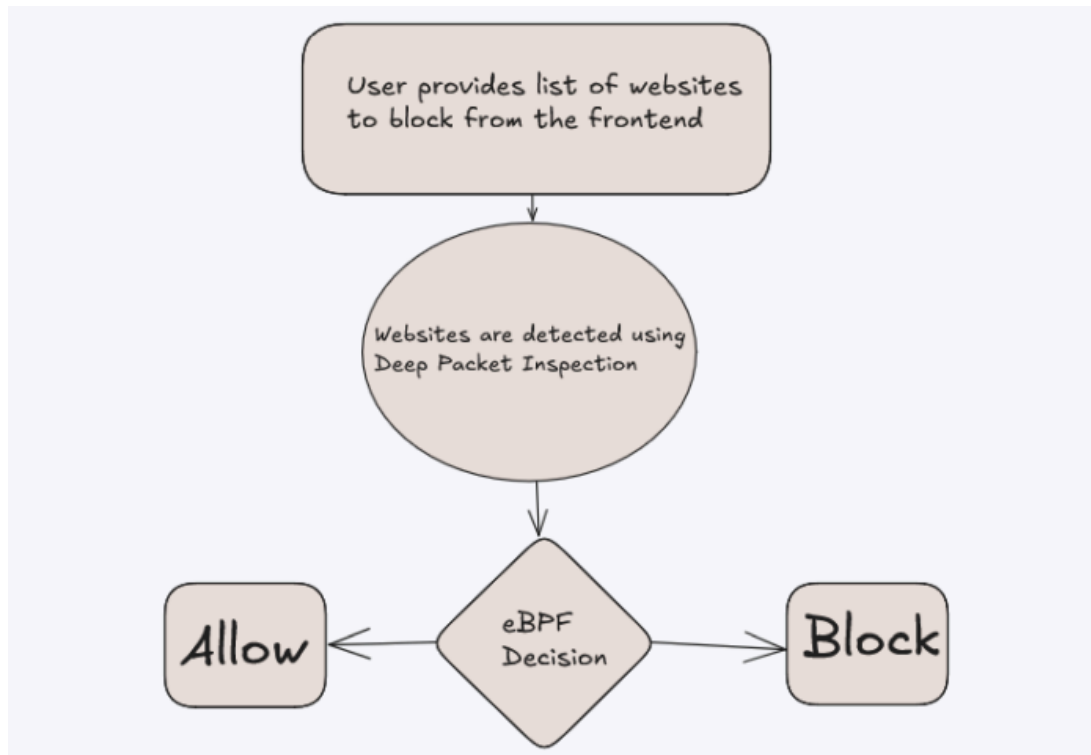 User provides list of websites
to block from the frontend
Websites are detected using
Deep Packet Inspection
eBPF
Decision
Allow
Block